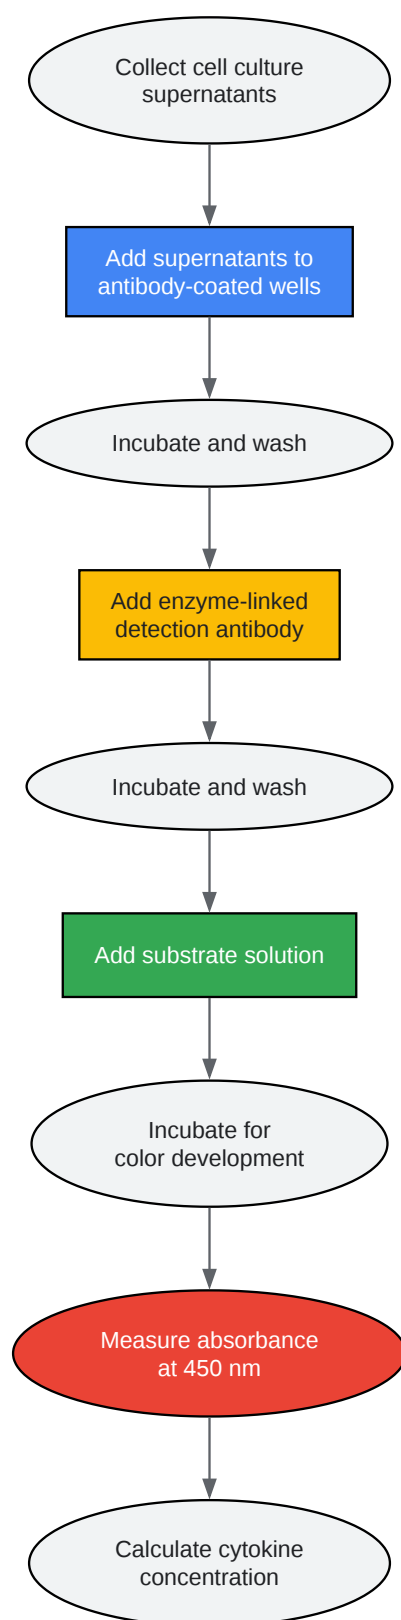 Collect cell culture
supernatants
Add supernatants to
antibody-coated wells
Incubate and wash
Add enzyme-linked
detection antibody
Incubate and wash
Add substrate solution
Incubate for
color development
Measure absorbance
at 450 nm
Calculate cytokine
concentration